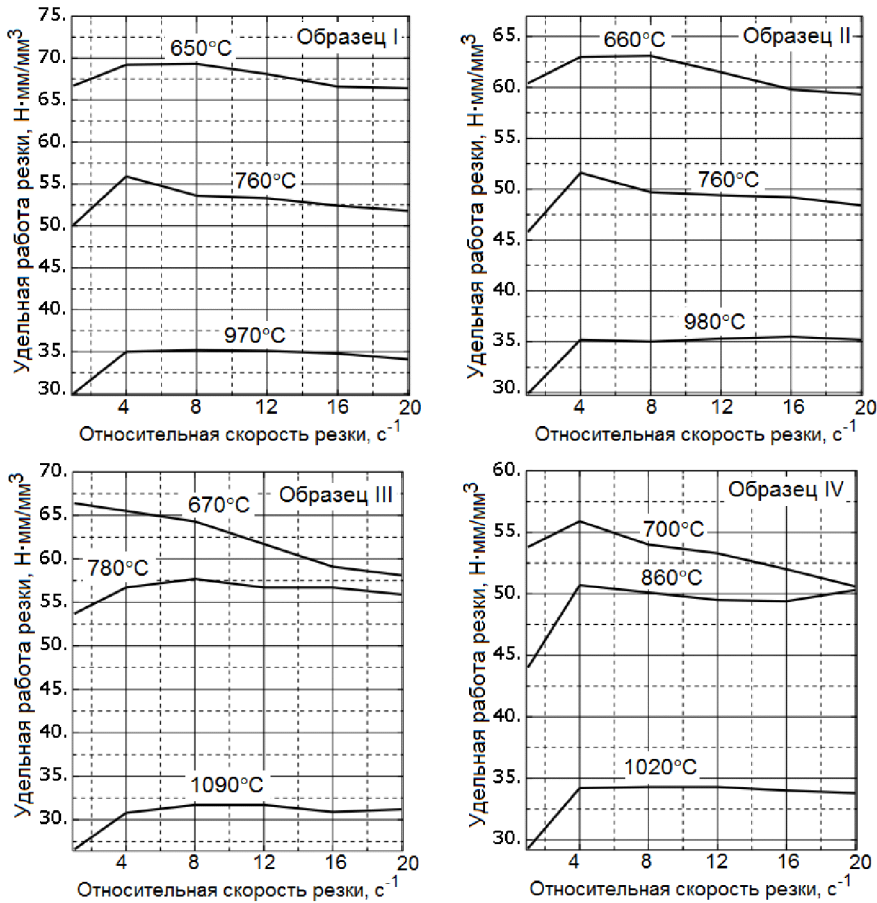 Удельная работа резки, Н·мм/мм³
75.
70.
65.
60.
55.
50.
45.
40.
35.
30.
Образец I
650°C
760°C
970°C
4 8 12 16 20
Относительная скорость резки, с⁻¹
Удельная работа резки, Н·мм/мм³
65.
60.
55.
50.
45.
40.
35.
30.
Образец II
660°C
760°C
980°C
4 8 12 16 20
Относительная скорость резки, с⁻¹
Удельная работа резки, Н·мм/мм³
70.
65.
60.
55.
50.
45.
40.
35.
30.
Образец III
670°C
780°C
1090°C
4 8 12 16 20
Относительная скорость резки, с⁻¹
Удельная работа резки, Н·мм/мм³
60.
55.
50.
45.
40.
35.
30.
Образец IV
700°C
860°C
1020°C
4 8 12 16 20
Относительная скорость резки, с⁻¹